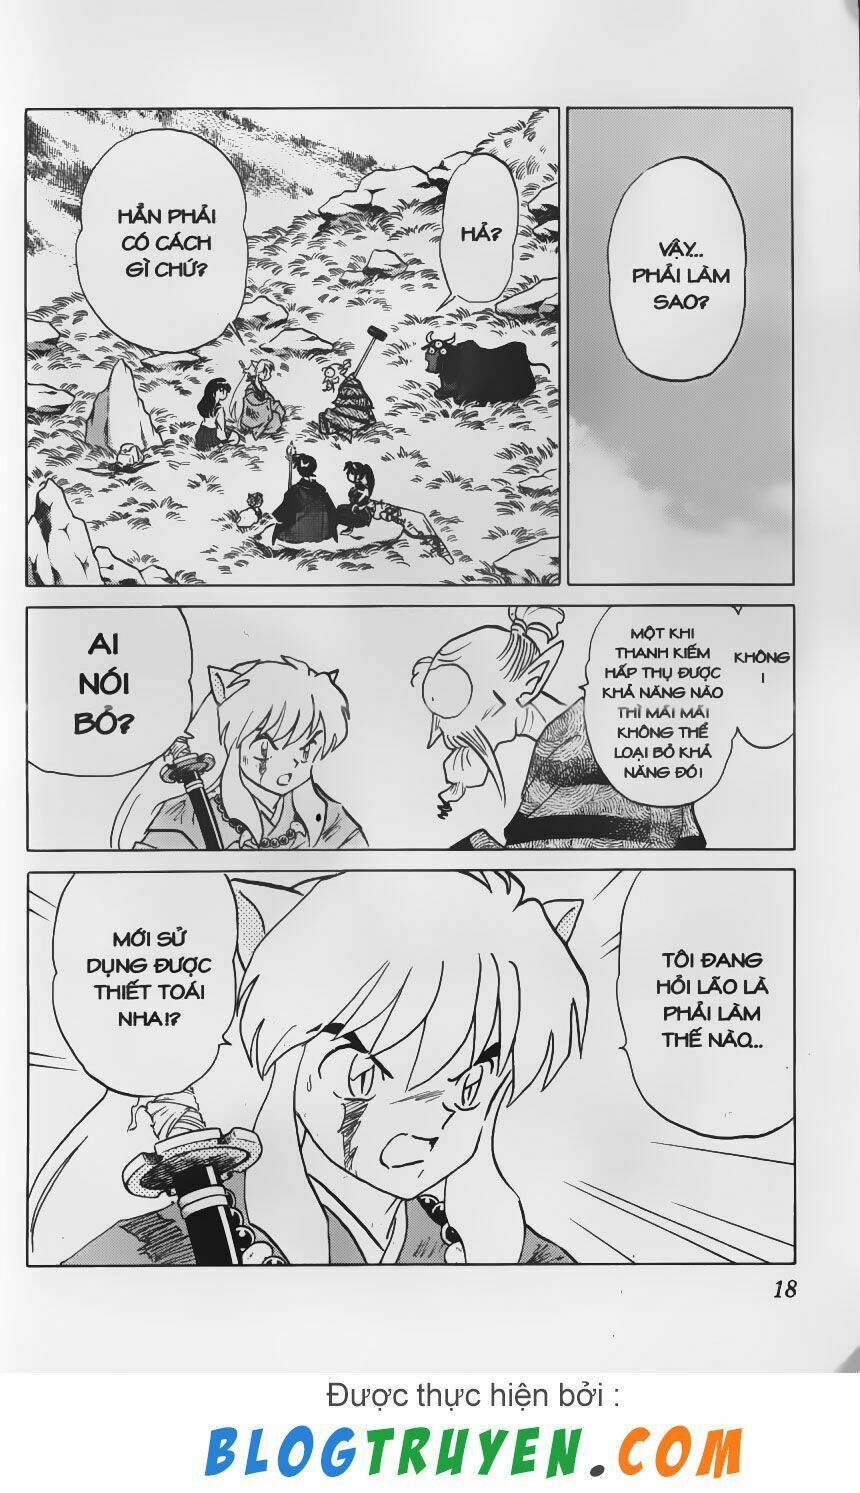 VẬY...
PHẢI LÀM
SAO?
HẢ?
HẲN PHẢI
CÓ CÁCH
GÌ CHỨ?
KHÔNG
!
MỘT KHI
THANH KIẾM
HẤP THỤ ĐƯỢC
KHẢ NĂNG NÀO
THÌ MÃI MÃI
KHÔNG THỂ
LOẠI BỎ KHẢ
NĂNG ĐÓ!
AI
NÓI
BỎ?
TÔI ĐANG
HỎI LÃO LÀ
PHẢI LÀM
THẾ NÀO...
MỚI SỬ
DỤNG ĐƯỢC
THIẾT TOÁI
NHA!?
18
Được thực hiện bởi :
BLOGTRUYEN.COM